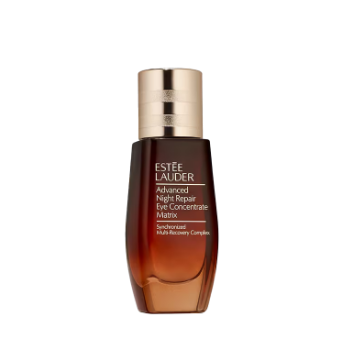 ESTĒE
LAUDER
Advanced
Night Repair
Eye Concentrate
Matrix
Synchronized
Multi-Recovery Complex